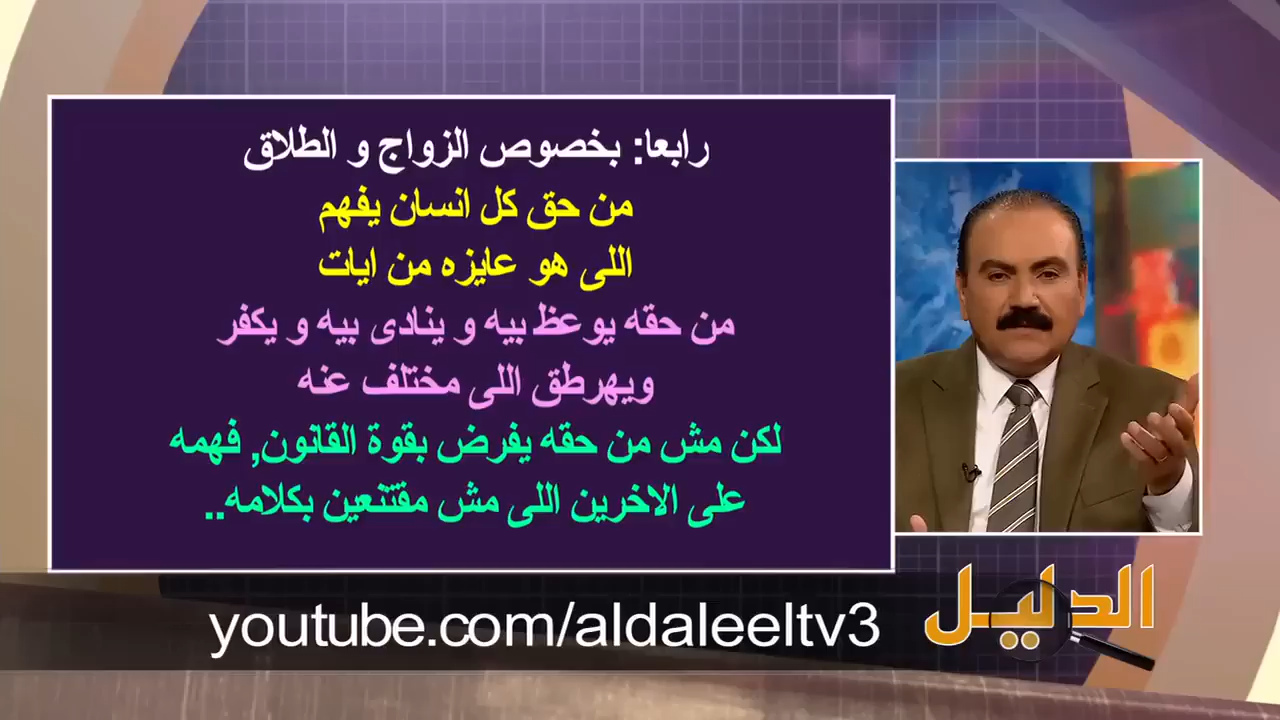 رابعا: بخصوص الزواج و الطلاق
من حق كل انسان يفهم
اللى هو عايزه من ايات
من حقه يوعظ بيه و ينادى بيه و يكفر
ويهرطق اللى مختلف عنه
لكن مش من حقه يفرض بقوة القانون, فهمه
على الاخرين اللى مش مقتنعين بكلامه..
الدليل
youtube.com/aldaleeltv3